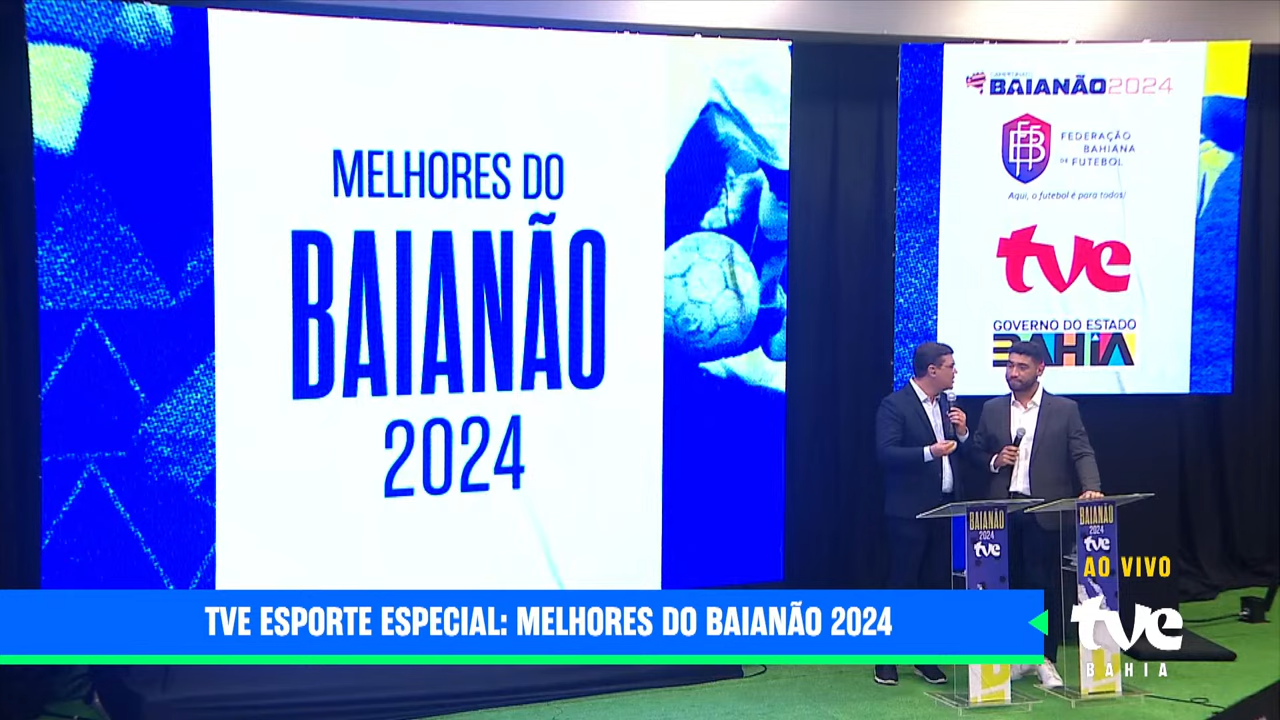 MELHORES DO
BAIANÃO
2024
BAIANÃO2024
FBF
FEDERAÇÃO
BAHIANA
DE FUTEBOL
Aqui, o futebol é para todos!
tve
GOVERNO DO ESTADO
BAHIA
BAIANÃO
2024
tve
BAIANÃO
2024
tve
AO VIVO
TVE ESPORTE ESPECIAL: MELHORES DO BAIANÃO 2024
tve
BAHIA